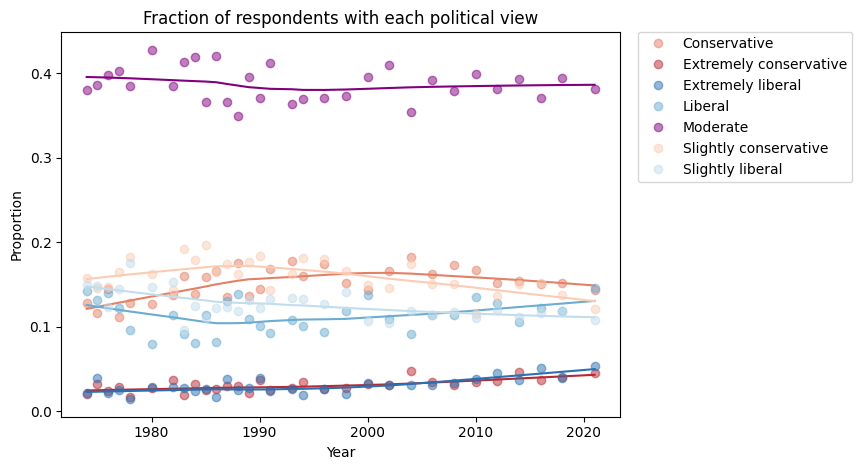 Fraction of respondents with each political view
Conservative
Extremely conservative
Extremely liberal
Liberal
Moderate
Slightly conservative
Slightly liberal
0.4
0.3
0.2
0.1
0.0
Proportion
1980 1990 2000 2010 2020
Year